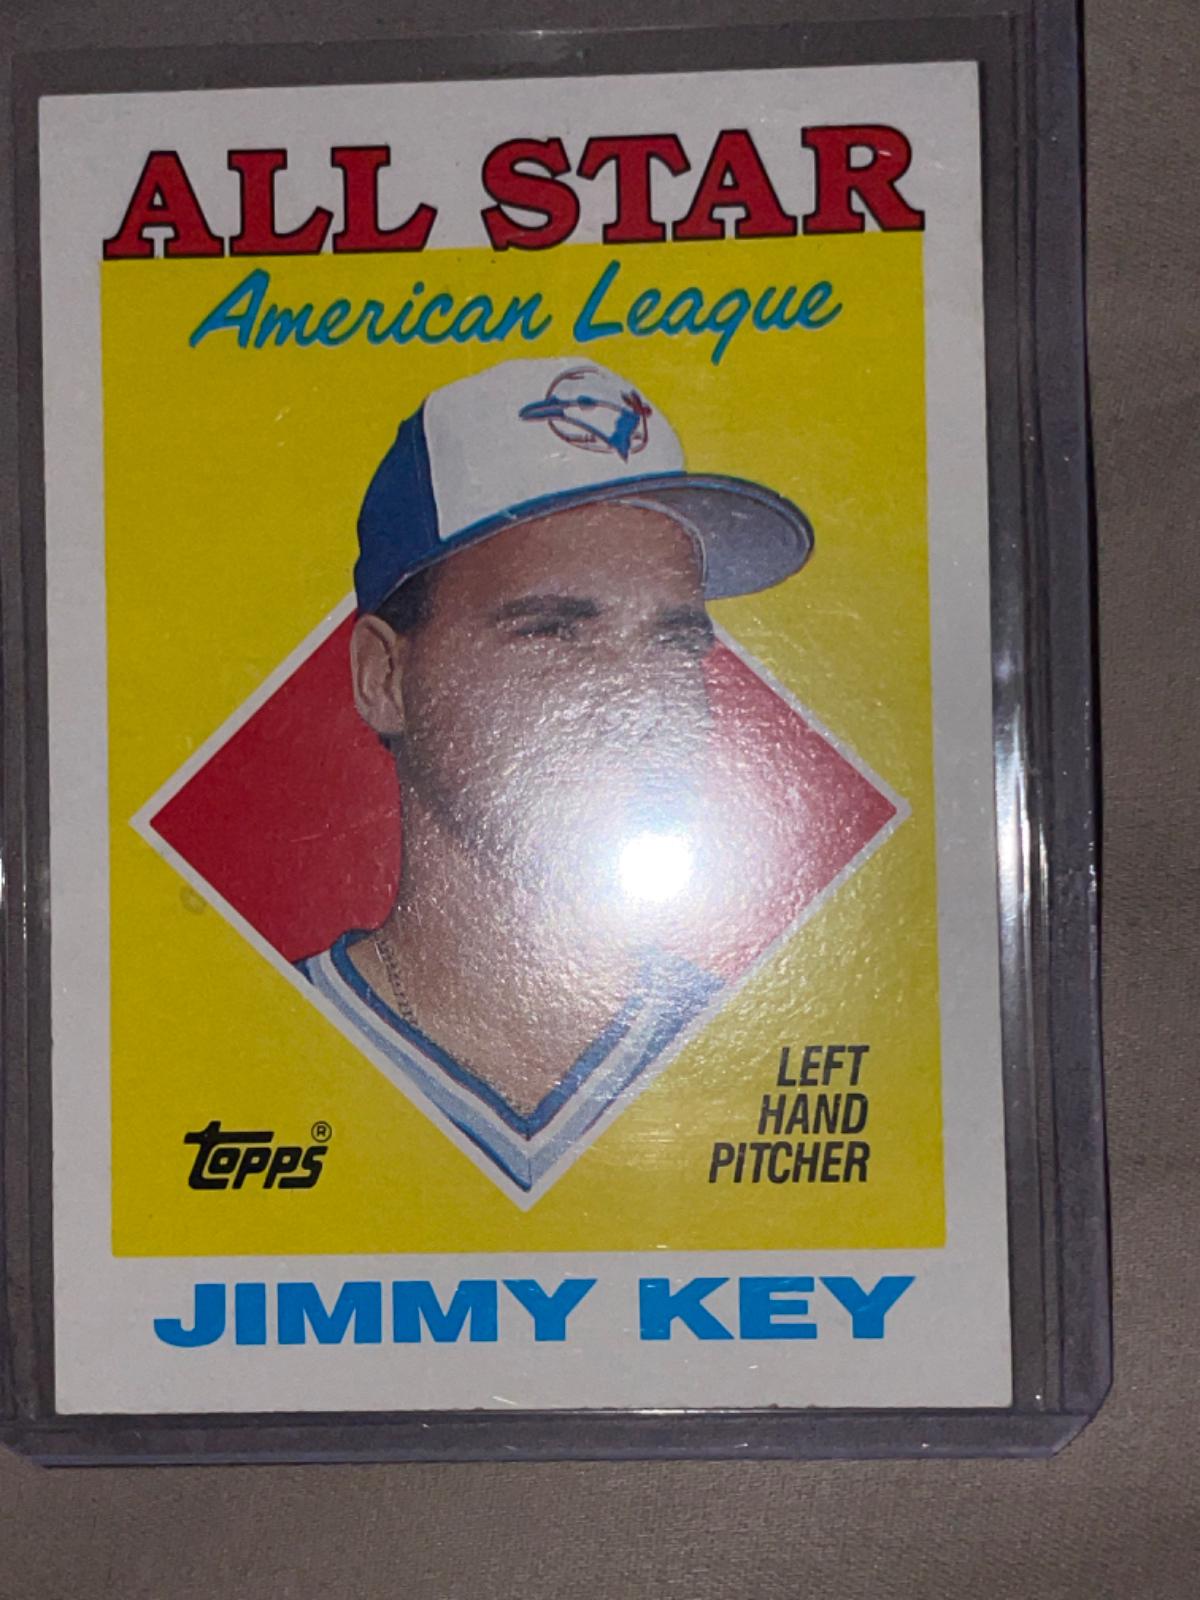 ALL STAR
American League
LEFT
HAND
PITCHER
Topps®
JIMMY KEY